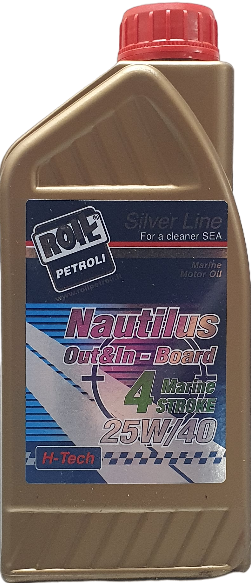 Silver Line
For a cleaner SEA
ROIL®
PETROLI
Marine
Motor Oil
Nautilus
Out&In - Board
4 Marine
STROKE
25W/40
H-Tech